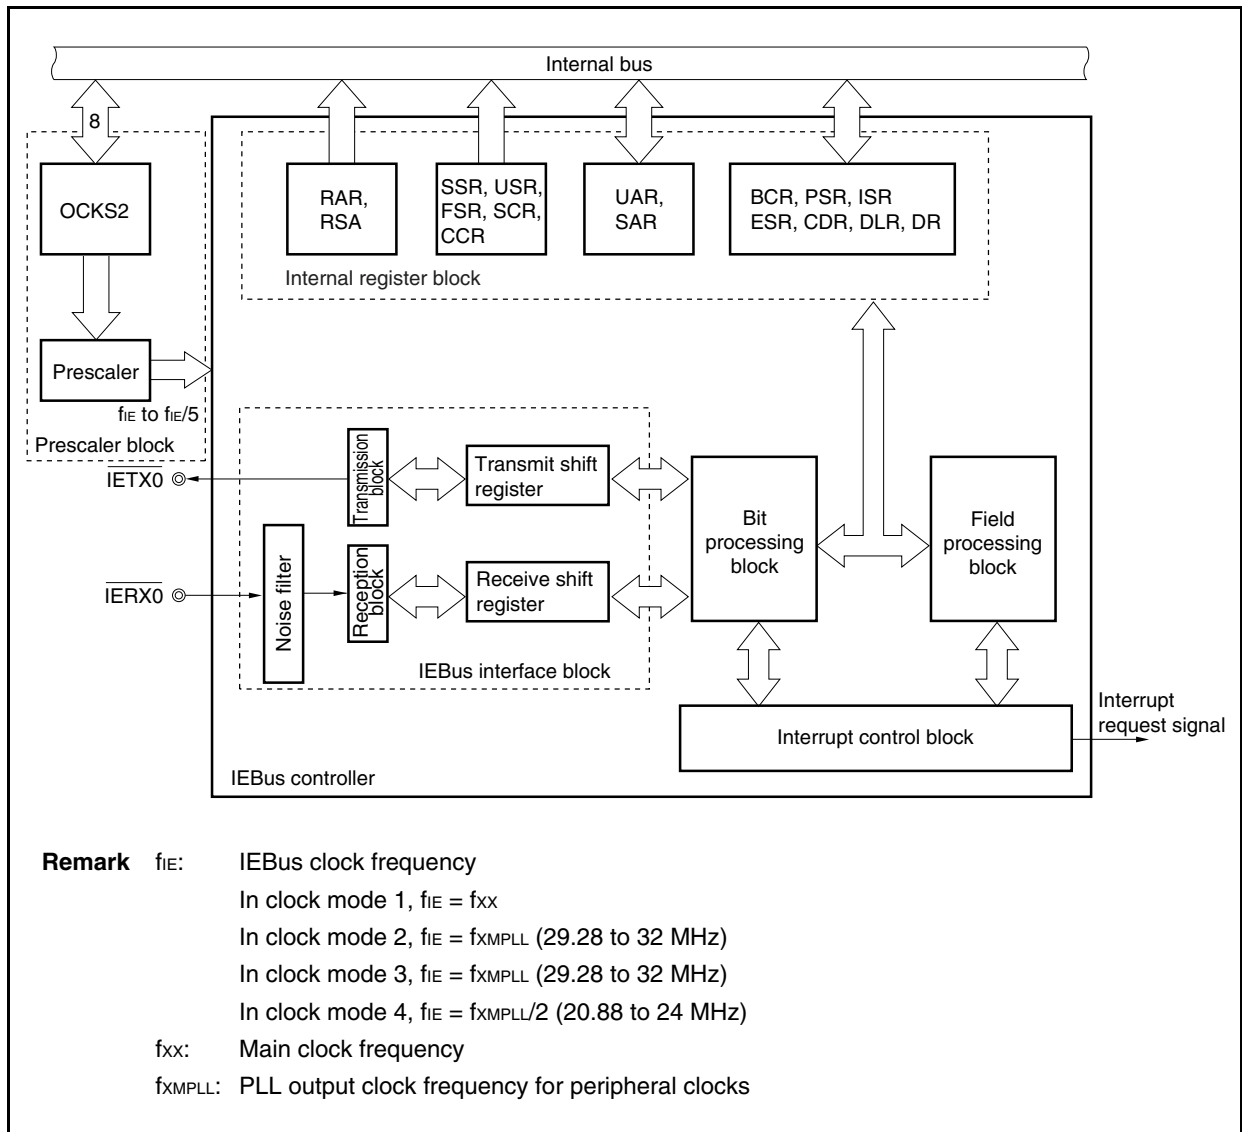 Internal bus
8
OCKS2
RAR,
RSA
SSR, USR,
FSR, SCR,
CCR
UAR,
SAR
BCR, PSR, ISR
ESR, CDR, DLR, DR
Internal register block
Prescaler
fIE to fIE/5
Prescaler block
IETX0
Transmission
block
Transmit shift
register
Bit
processing
block
Field
processing
block
IERX0
Noise filter
Reception
block
Receive shift
register
IEBus interface block
Interrupt control block
Interrupt
request signal
IEBus controller
Remark fIE: IEBus clock frequency
In clock mode 1, fIE = fXX
In clock mode 2, fIE = fXMPLL (29.28 to 32 MHz)
In clock mode 3, fIE = fXMPLL (29.28 to 32 MHz)
In clock mode 4, fIE = fXMPLL/2 (20.88 to 24 MHz)
fXX: Main clock frequency
fXMPLL: PLL output clock frequency for peripheral clocks